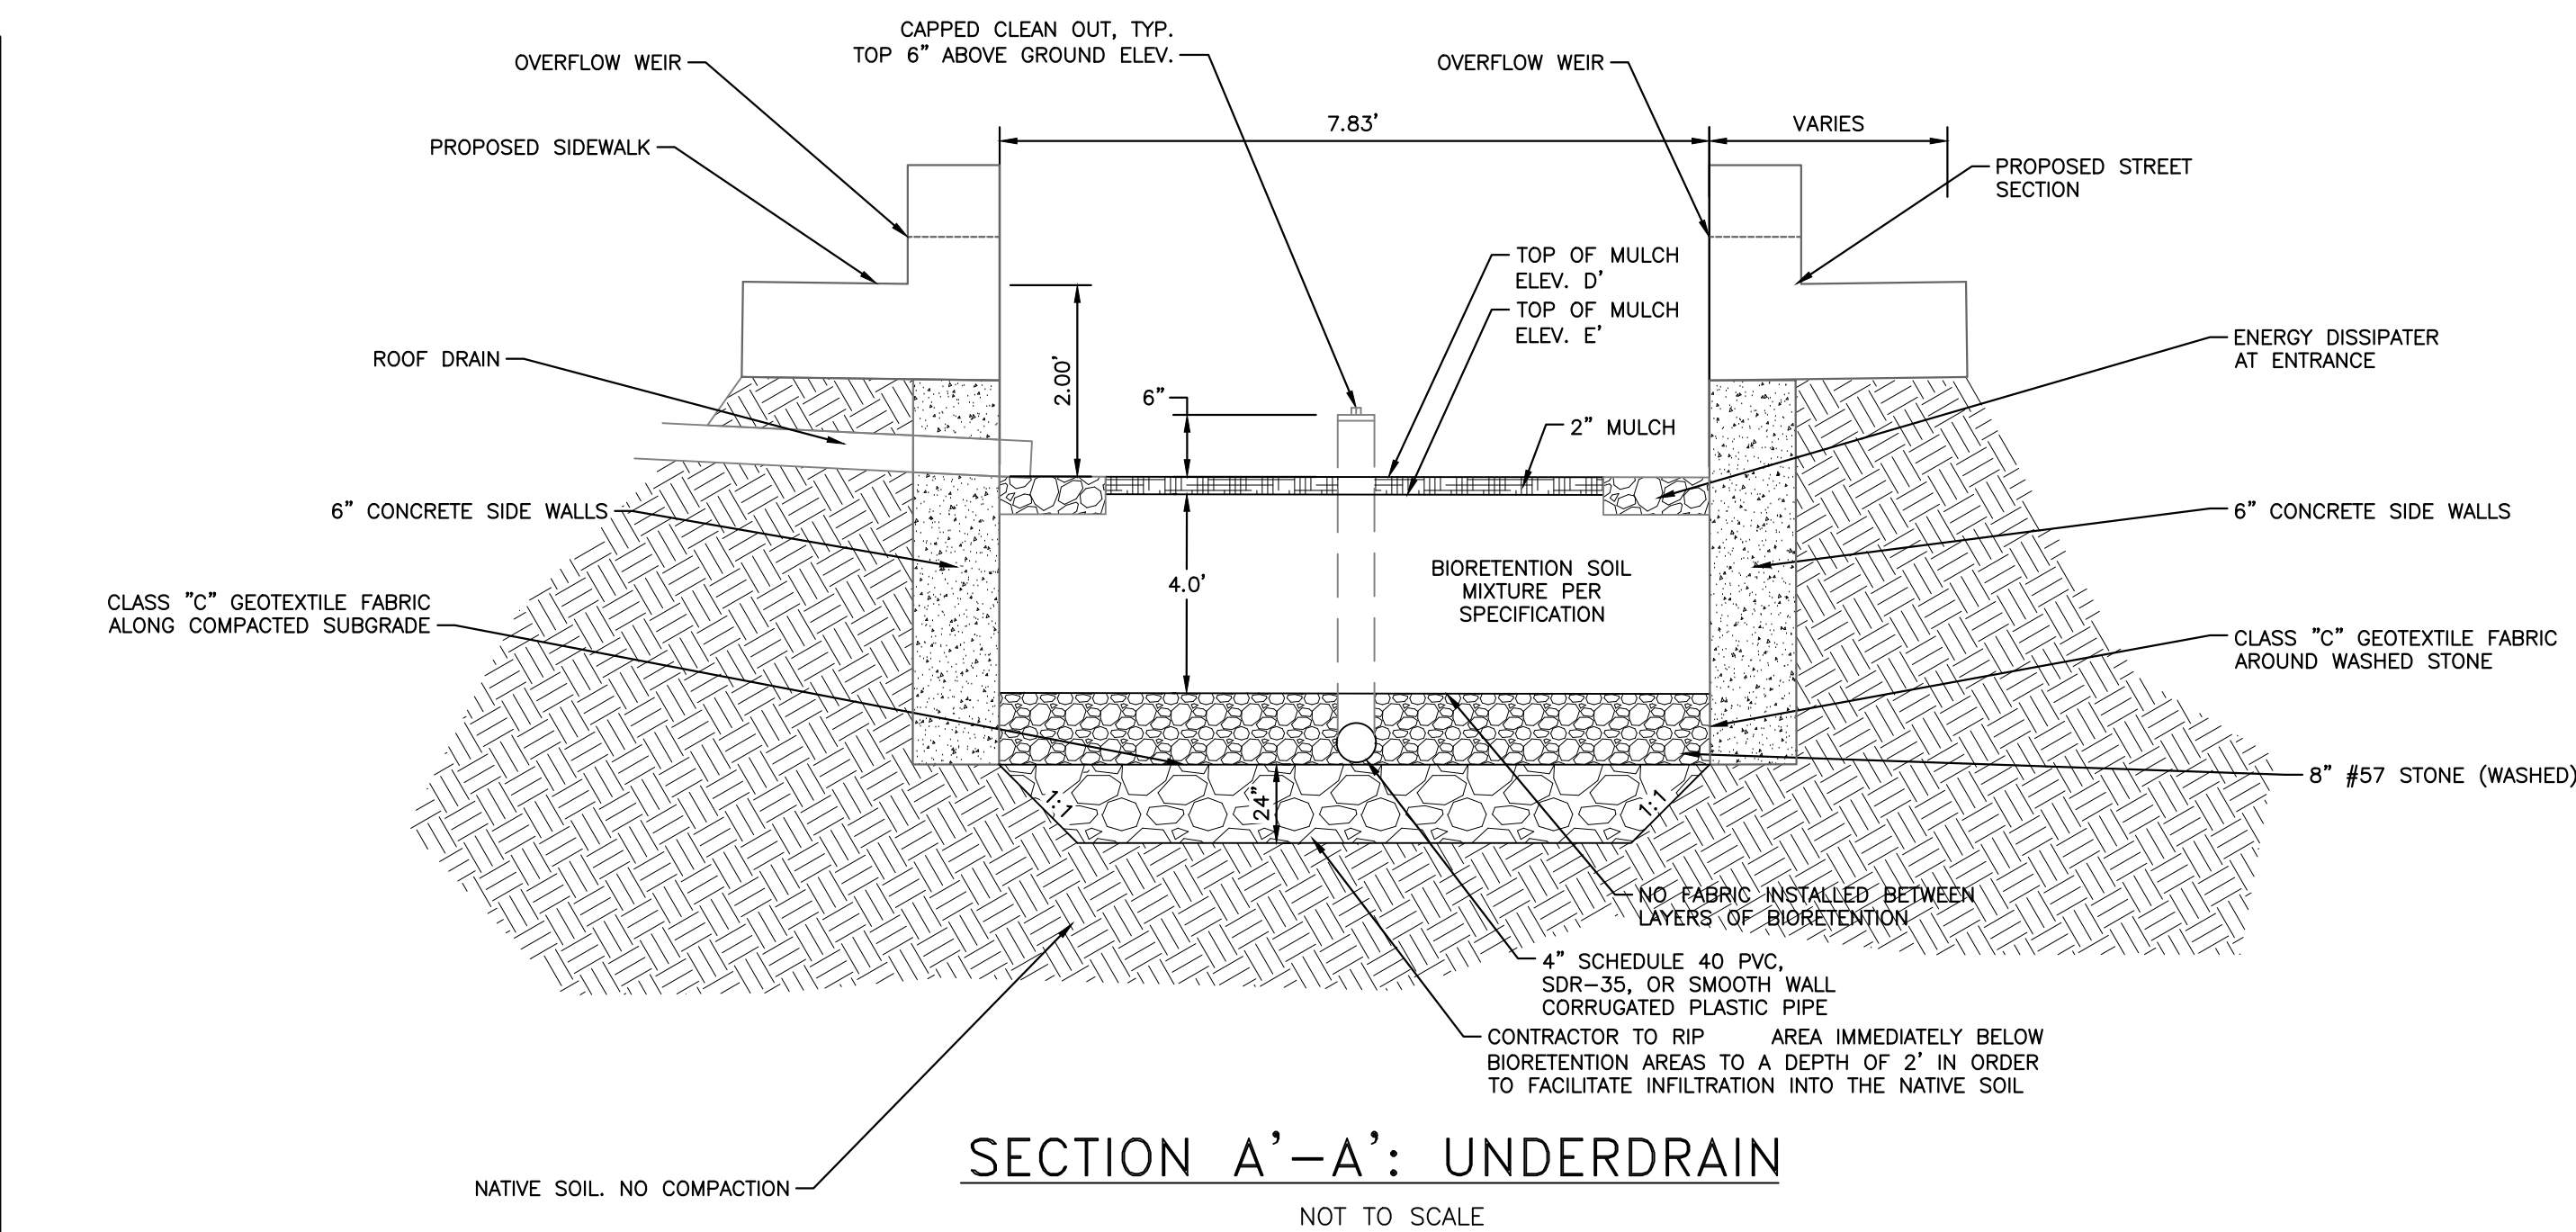 CAPPED CLEAN OUT, TYP.
TOP 6" ABOVE GROUND ELEV.
OVERFLOW WEIR
OVERFLOW WEIR
7.83'
VARIES
PROPOSED SIDEWALK
PROPOSED STREET
SECTION
TOP OF MULCH
ELEV. D'
TOP OF MULCH
ELEV. E'
ROOF DRAIN
ENERGY DISSIPATER
AT ENTRANCE
2.00'
6"
2" MULCH
6" CONCRETE SIDE WALLS
6" CONCRETE SIDE WALLS
4.0'
BIORETENTION SOIL
MIXTURE PER
SPECIFICATION
CLASS "C" GEOTEXTILE FABRIC
ALONG COMPACTED SUBGRADE
CLASS "C" GEOTEXTILE FABRIC
AROUND WASHED STONE
8" #57 STONE (WASHED)
1:1
24"
1:1
NO FABRIC INSTALLED BETWEEN
LAYERS OF BIORETENTION
4" SCHEDULE 40 PVC,
SDR-35, OR SMOOTH WALL
CORRUGATED PLASTIC PIPE
CONTRACTOR TO RIP AREA IMMEDIATELY BELOW
BIORETENTION AREAS TO A DEPTH OF 2' IN ORDER
TO FACILITATE INFILTRATION INTO THE NATIVE SOIL
NATIVE SOIL. NO COMPACTION
SECTION A'-A': UNDERDRAIN
NOT TO SCALE